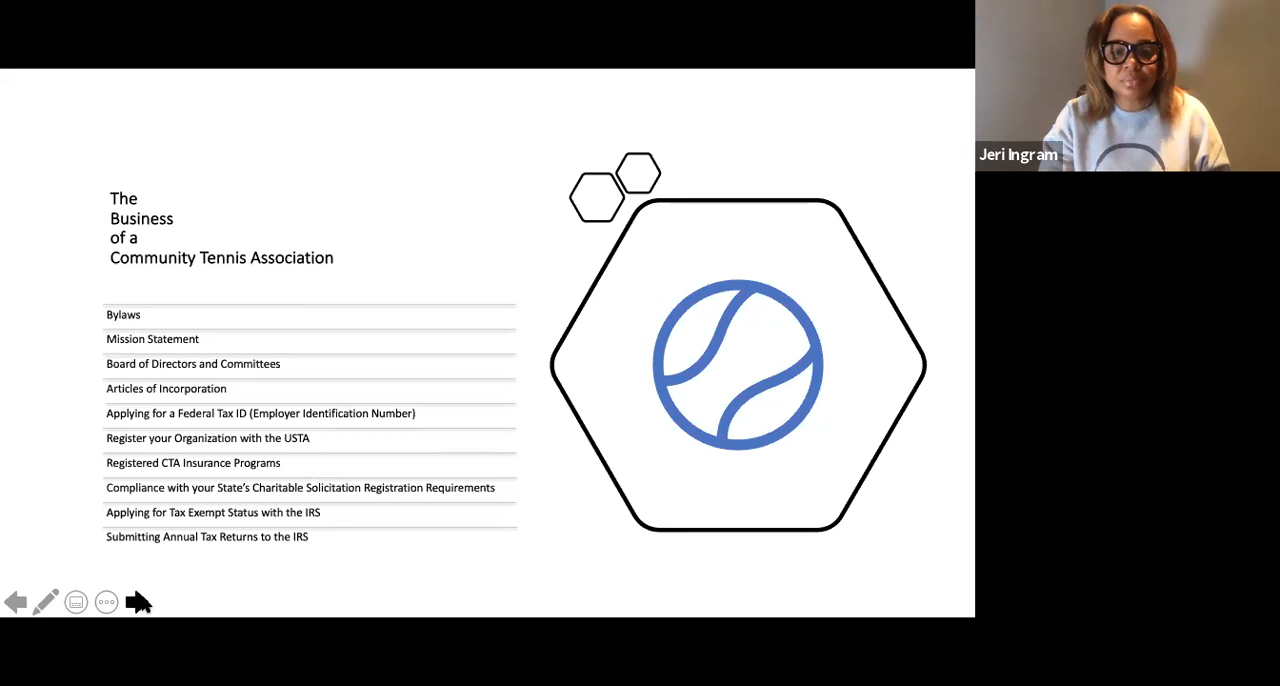 The
Business
of a
Community Tennis Association
Bylaws
Mission Statement
Board of Directors and Committees
Articles of Incorporation
Applying for a Federal Tax ID (Employer Identification Number)
Register your Organization with the USTA
Registered CTA Insurance Programs
Compliance with your State's Charitable Solicitation Registration Requirements
Applying for Tax Exempt Status with the IRS
Submitting Annual Tax Returns to the IRS
Jeri Ingram